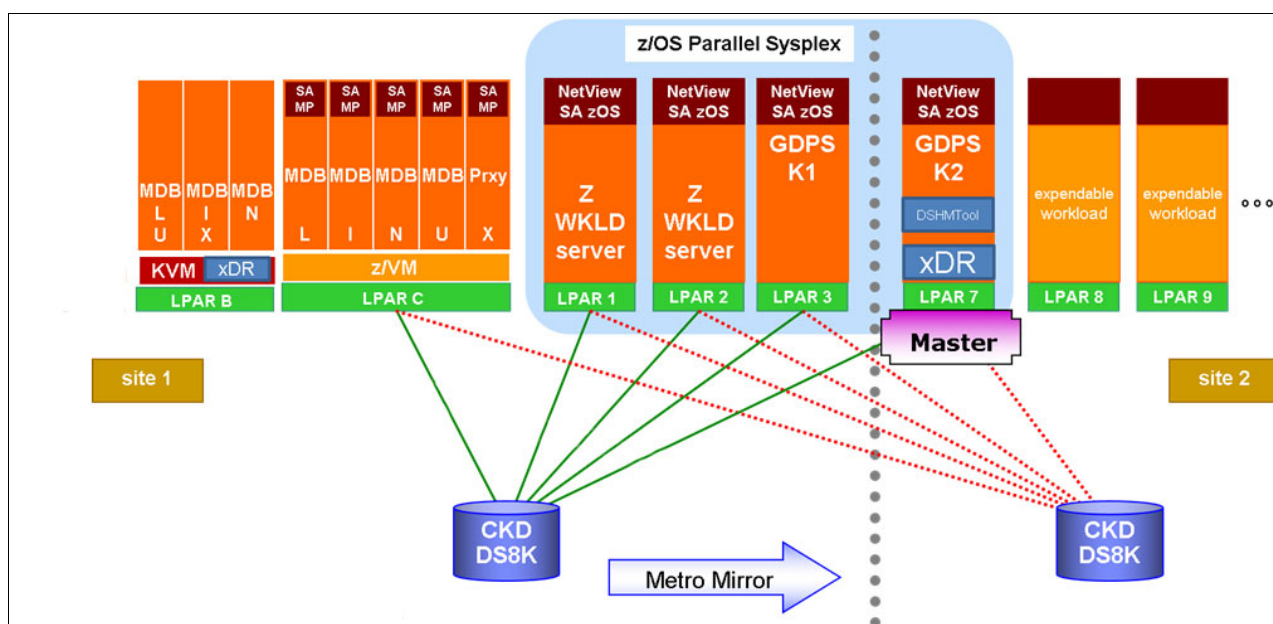 z/OS Parallel Sysplex
MDB
L
U
MDB
I
X
MDB
N
KVM
xDR
LPAR B
SA
MP
MDB
L
SA
MP
MDB
I
SA
MP
MDB
N
SA
MP
MDB
U
SA
MP
Prxy
X
z/VM
LPAR C
NetView
SA zOS
Z
WKLD
server
LPAR 1
NetView
SA zOS
Z
WKLD
server
LPAR 2
NetView
SA zOS
GDPS
K1
LPAR 3
NetView
SA zOS
GDPS
K2
DSHMTool
xDR
LPAR 7
Master
expendable
workload
LPAR 8
expendable
workload
LPAR 9
site 1
site 2
CKD
DS8K
Metro Mirror
CKD
DS8K